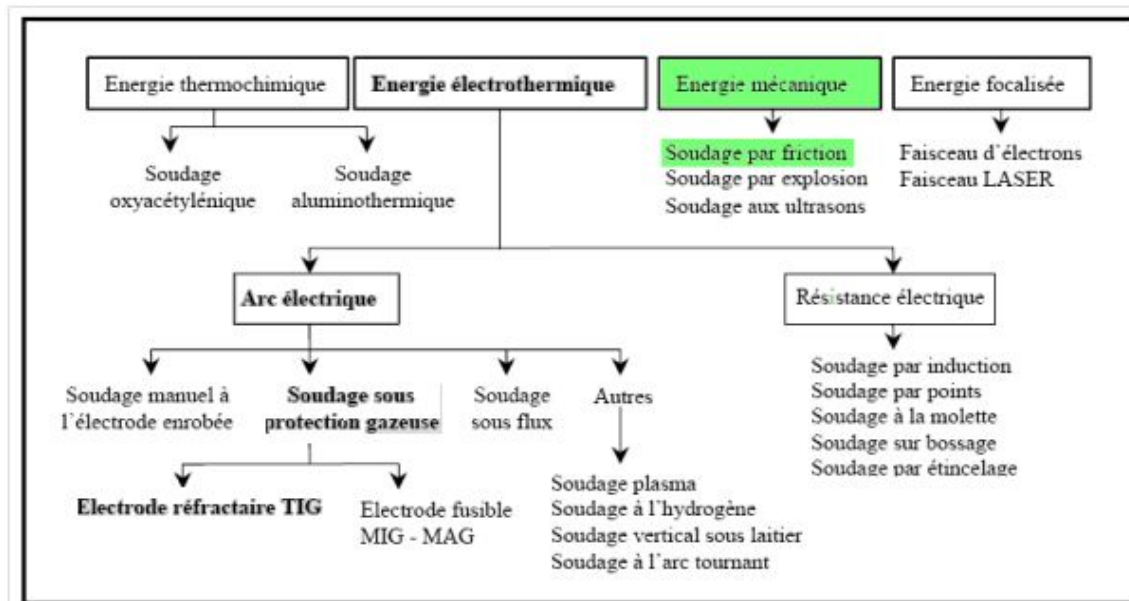 Energie thermochimique
Energie électrothermique
Energie mécanique
Energie focalisée
Soudage
oxyacétylénique
Soudage
aluminothermique
Soudage par friction
Soudage par explosion
Soudage aux ultrasons
Faisceau d'électrons
Faisceau LASER
Arc électrique
Résistance électrique
Soudage manuel à
l'électrode enrobée
Soudage sous
protection gazeuse
Soudage
sous flux
Autres
Soudage par induction
Soudage par points
Soudage à la molette
Soudage sur bossage
Soudage par étincelage
Electrode réfractaire TIG
Electrode fusible
MIG - MAG
Soudage plasma
Soudage à l'hydrogène
Soudage vertical sous laitier
Soudage à l'arc tournant